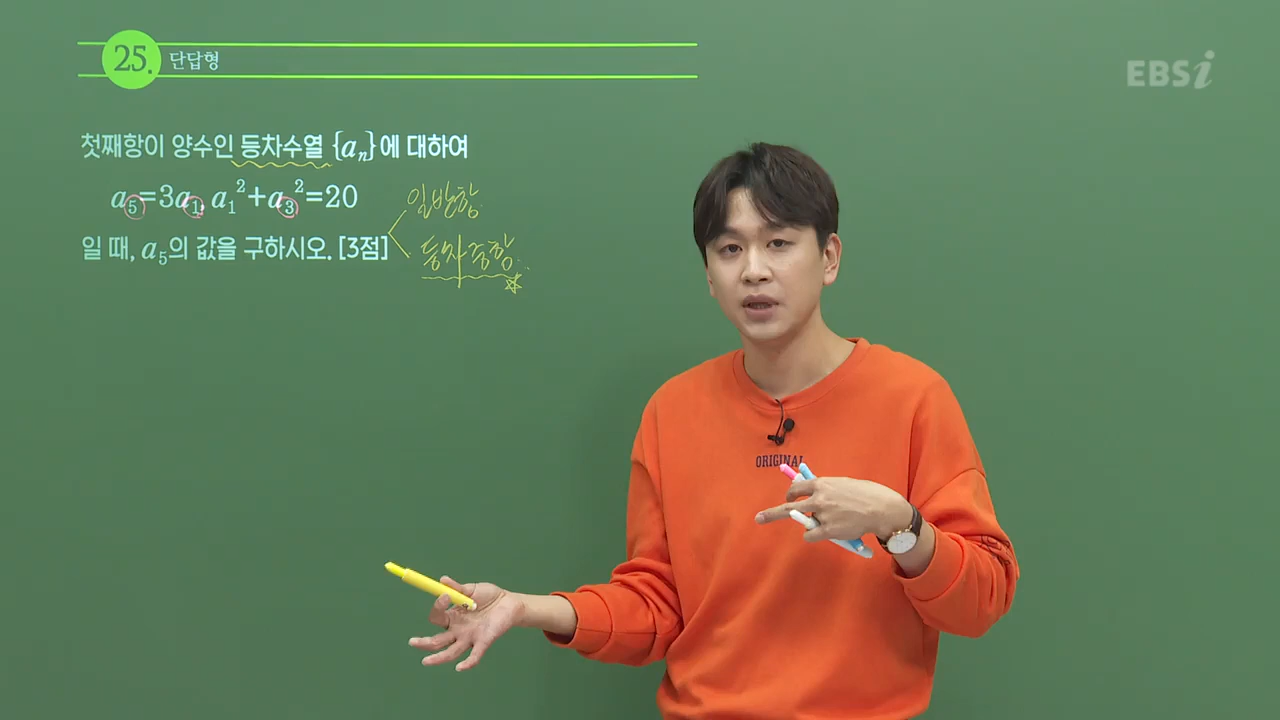 25. 단답형
EBSi
첫째항이 양수인 등차수열 {aₙ}에 대하여
a₅=3a₁, a₁²+a₃²=20
일반항
일 때, a₅의 값을 구하시오. [3점]
등차중항
ORIGINAL